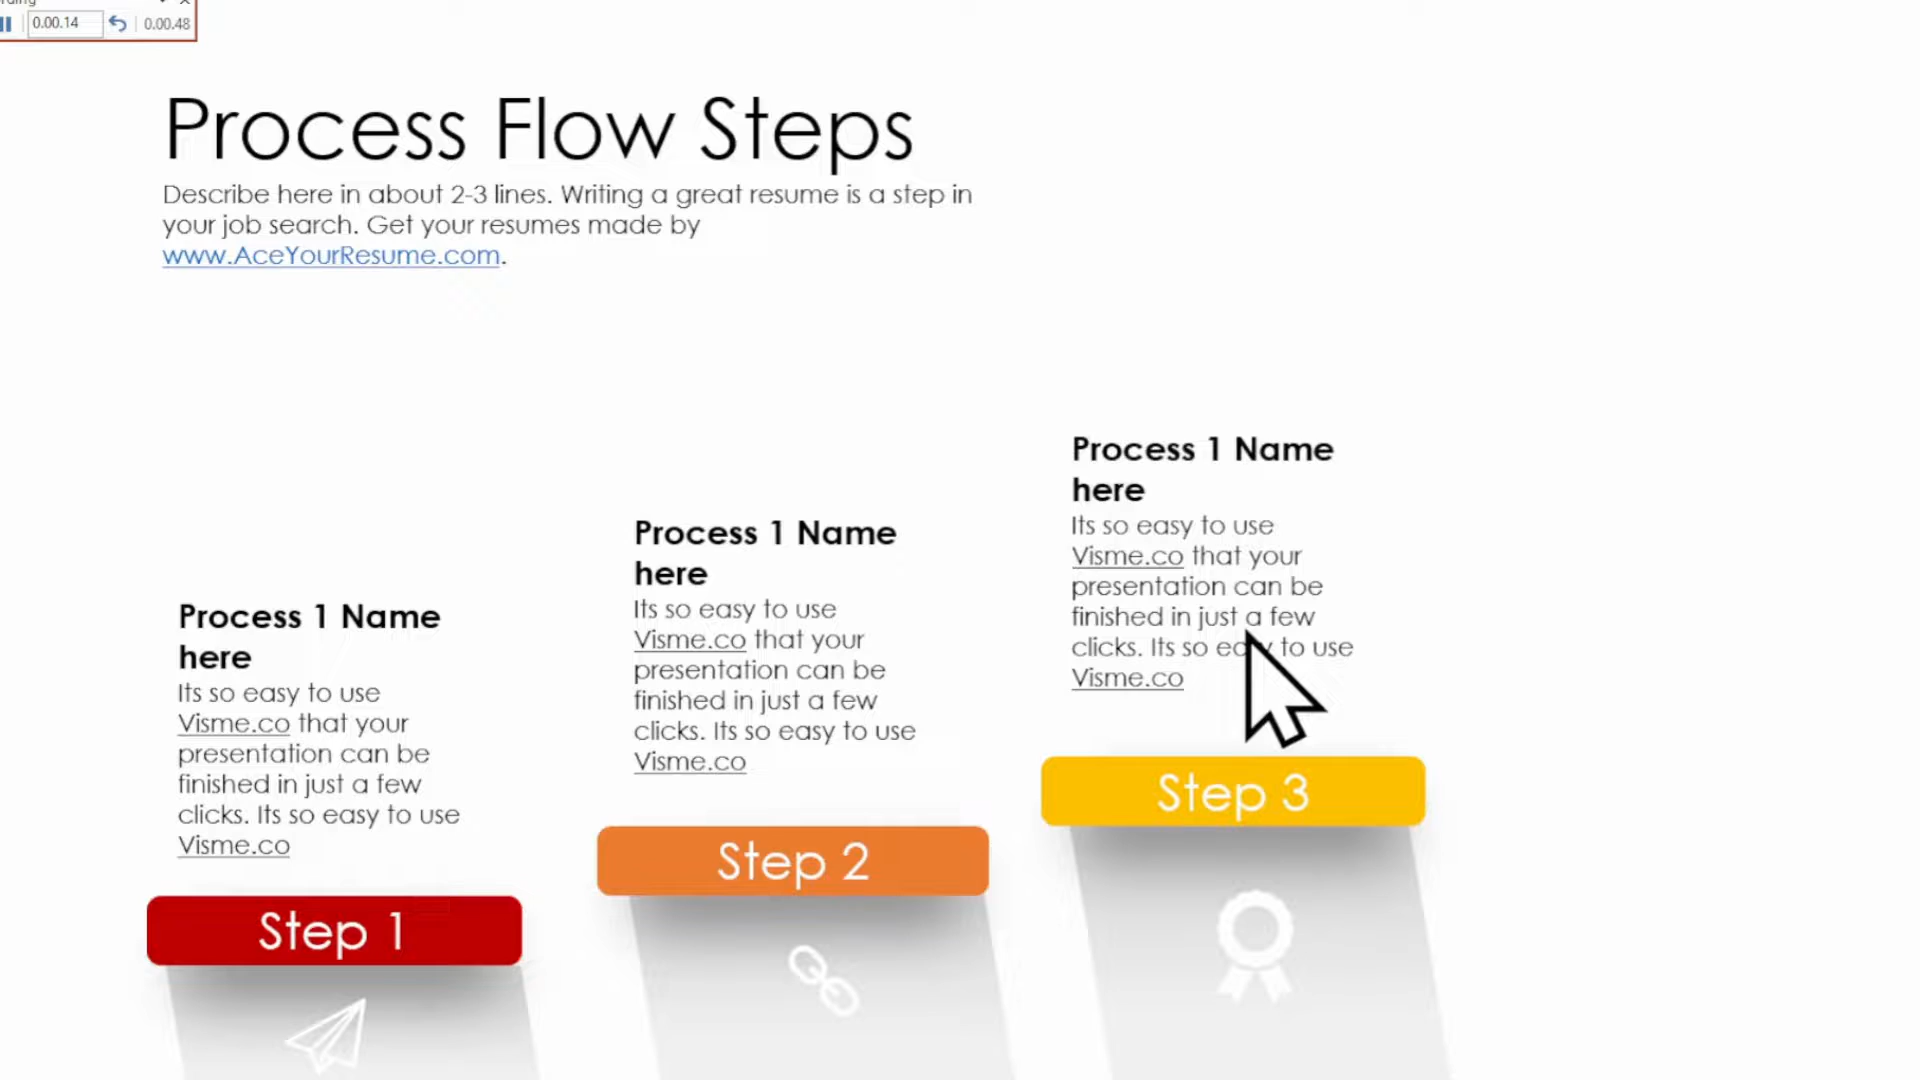 0.00.14
0.00.48
Process Flow Steps
Describe here in about 2-3 lines. Writing a great resume is a step in
your job search. Get your resumes made by
www.AceYourResume.com.
Process 1 Name
here
Its so easy to use
Visme.co that your
presentation can be
finished in just a few
clicks. Its so easy to use
Visme.co
Step 1
Process 1 Name
here
Its so easy to use
Visme.co that your
presentation can be
finished in just a few
clicks. Its so easy to use
Visme.co
Step 2
Process 1 Name
here
Its so easy to use
Visme.co that your
presentation can be
finished in just a few
clicks. Its so easy to use
Visme.co
Step 3